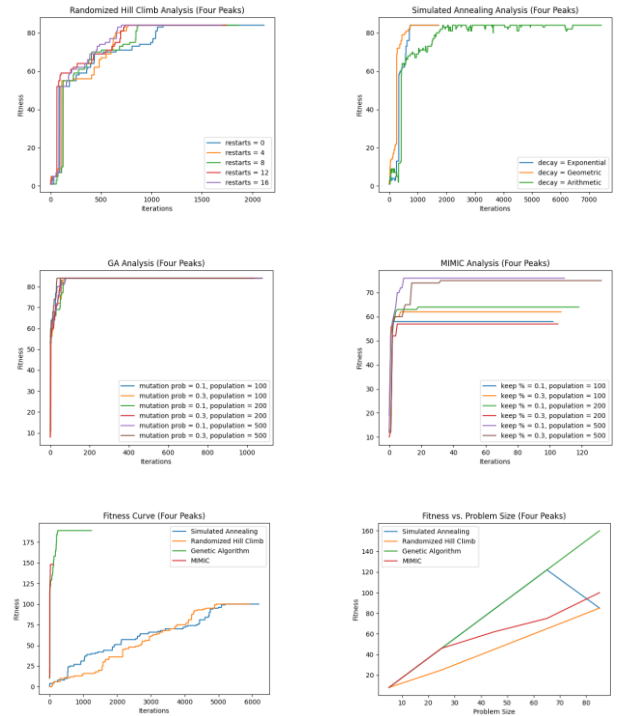 Randomized Hill Climb Analysis (Four Peaks)
80
60
40
20
0
Fitness
restarts = 0
restarts = 4
restarts = 8
restarts = 12
restarts = 16
0 500 1000 1500 2000
Iterations
Simulated Annealing Analysis (Four Peaks)
80
60
40
20
0
Fitness
decay = Exponential
decay = Geometric
decay = Arithmetic
0 1000 2000 3000 4000 5000 6000 7000
Iterations
GA Analysis (Four Peaks)
80
70
60
50
40
30
20
10
Fitness
mutation prob = 0.1, population = 100
mutation prob = 0.3, population = 100
mutation prob = 0.1, population = 200
mutation prob = 0.3, population = 200
mutation prob = 0.1, population = 500
mutation prob = 0.3, population = 500
0 200 400 600 800 1000
Iterations
MIMIC Analysis (Four Peaks)
70
60
50
40
30
20
10
Fitness
keep % = 0.1, population = 100
keep % = 0.3, population = 100
keep % = 0.1, population = 200
keep % = 0.3, population = 200
keep % = 0.1, population = 500
keep % = 0.3, population = 500
0 20 40 60 80 100 120
Iterations
Fitness Curve (Four Peaks)
175
150
125
100
75
50
25
0
Fitness
Simulated Annealing
Randomized Hill Climb
Genetic Algorithm
MIMIC
0 1000 2000 3000 4000 5000 6000
Iterations
Fitness vs. Problem Size (Four Peaks)
160
140
120
100
80
60
40
20
Fitness
Simulated Annealing
Randomized Hill Climb
Genetic Algorithm
MIMIC
10 20 30 40 50 60 70 80
Problem Size